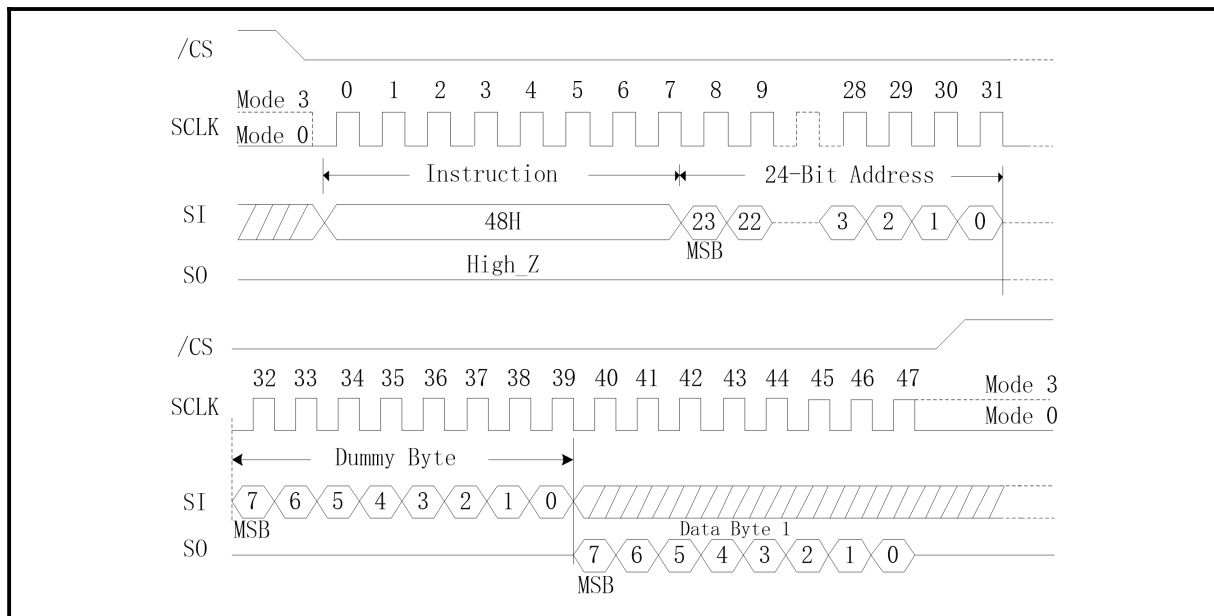 /CS
0 1 2 3 4 5 6 7 8 9 28 29 30 31
Mode 3
SCLK
Mode 0
Instruction 24-Bit Address
SI 48H 23 22 3 2 1 0
MSB
High_Z
SO
/CS
32 33 34 35 36 37 38 39 40 41 42 43 44 45 46 47
Mode 3
SCLK
Mode 0
Dummy Byte
SI 7 6 5 4 3 2 1 0
MSB Data Byte 1
SO 7 6 5 4 3 2 1 0
MSB